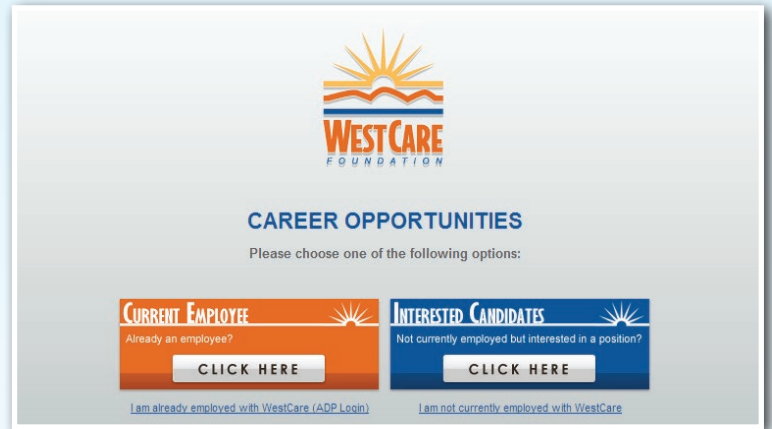 WESTCARE
FOUNDATION
CAREER OPPORTUNITIES
Please choose one of the following options:
CURRENT EMPLOYEE
Already an employee?
CLICK HERE
I am already employed with WestCare (ADP Login)
INTERESTED CANDIDATES
Not currently employed but interested in a position?
CLICK HERE
I am not currently employed with WestCare